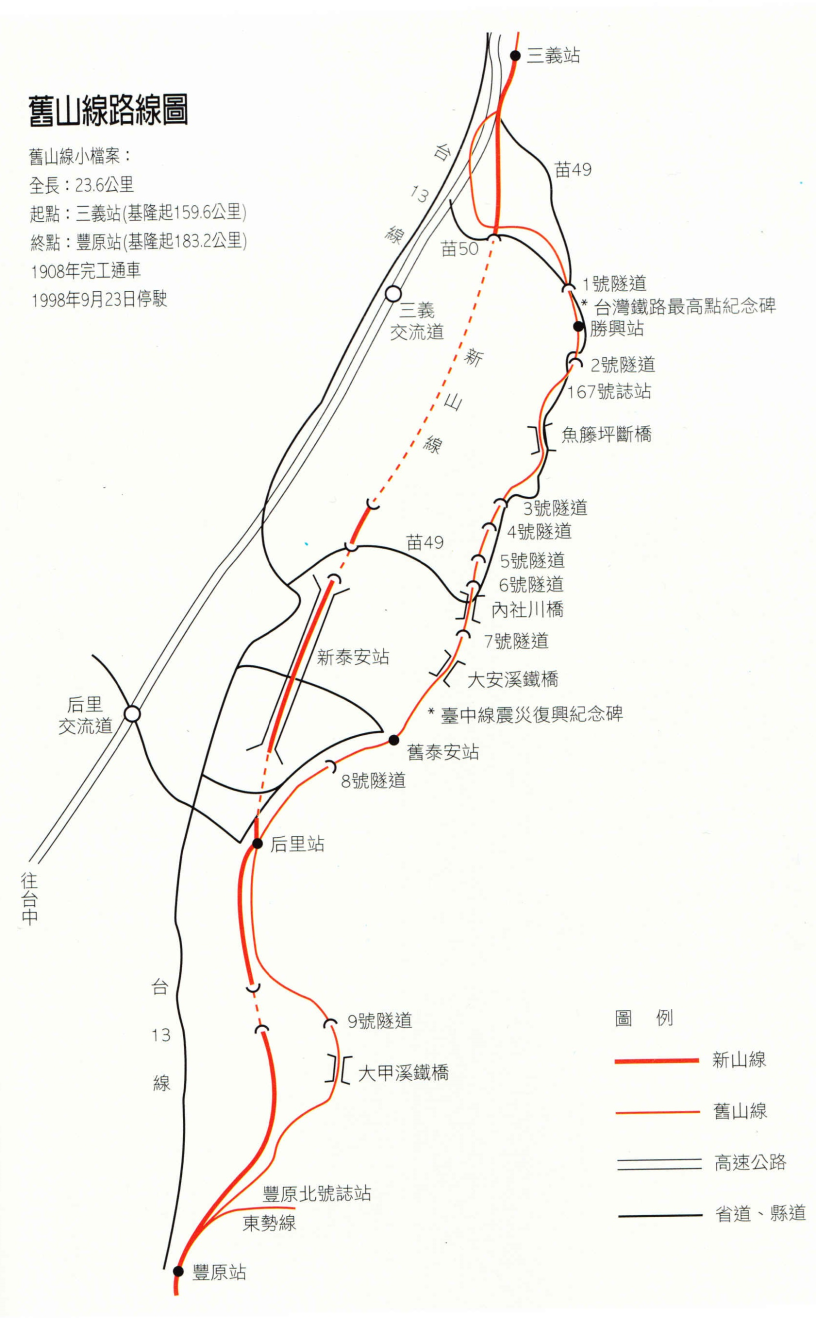 舊山線路線圖
舊山線小檔案：
全長：23.6公里
起點：三義站(基隆起159.6公里)
終點：豐原站(基隆起183.2公里)
1908年完工通車
1998年9月23日停駛
三義站
台13線
苗49
苗50
1號隧道
* 台灣鐵路最高點紀念碑
勝興站
三義
交流道
新山線
2號隧道
167號誌站
魚籐坪斷橋
3號隧道
4號隧道
苗49
5號隧道
6號隧道
內社川橋
7號隧道
新泰安站
大安溪鐵橋
后里
交流道
* 臺中線震災復興紀念碑
舊泰安站
8號隧道
后里站
往台中
台13線
9號隧道
大甲溪鐵橋
豐原北號誌站
東勢線
豐原站
圖 例
新山線
舊山線
高速公路
省道、縣道